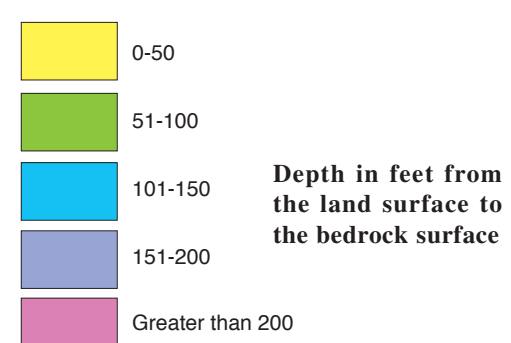 0-50
51-100
101-150
151-200
Greater than 200
Depth in feet from
the land surface to
the bedrock surface